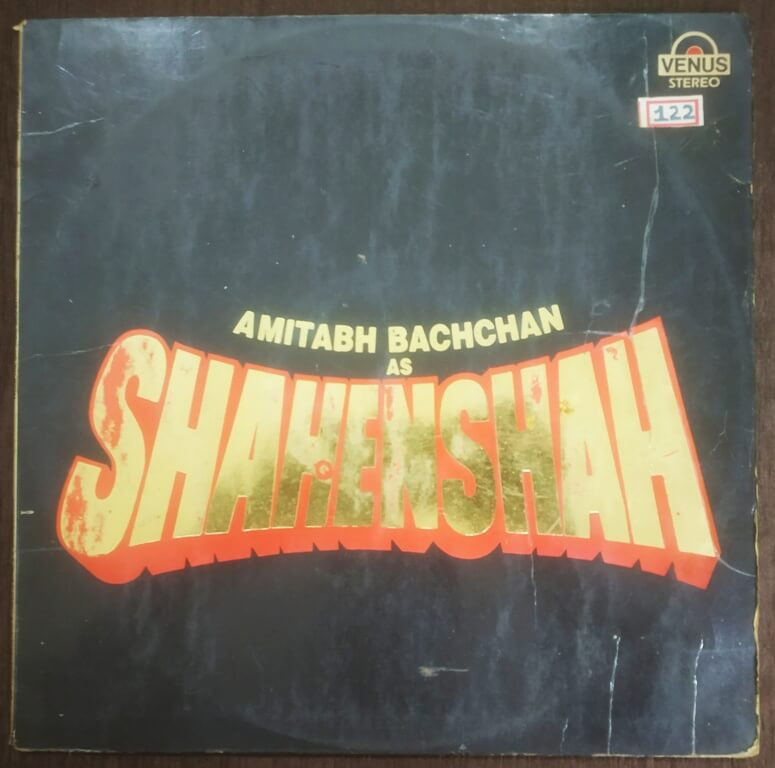 VENUS
STEREO
122
AMITABH BACHCHAN
AS
SHAHENSHAH